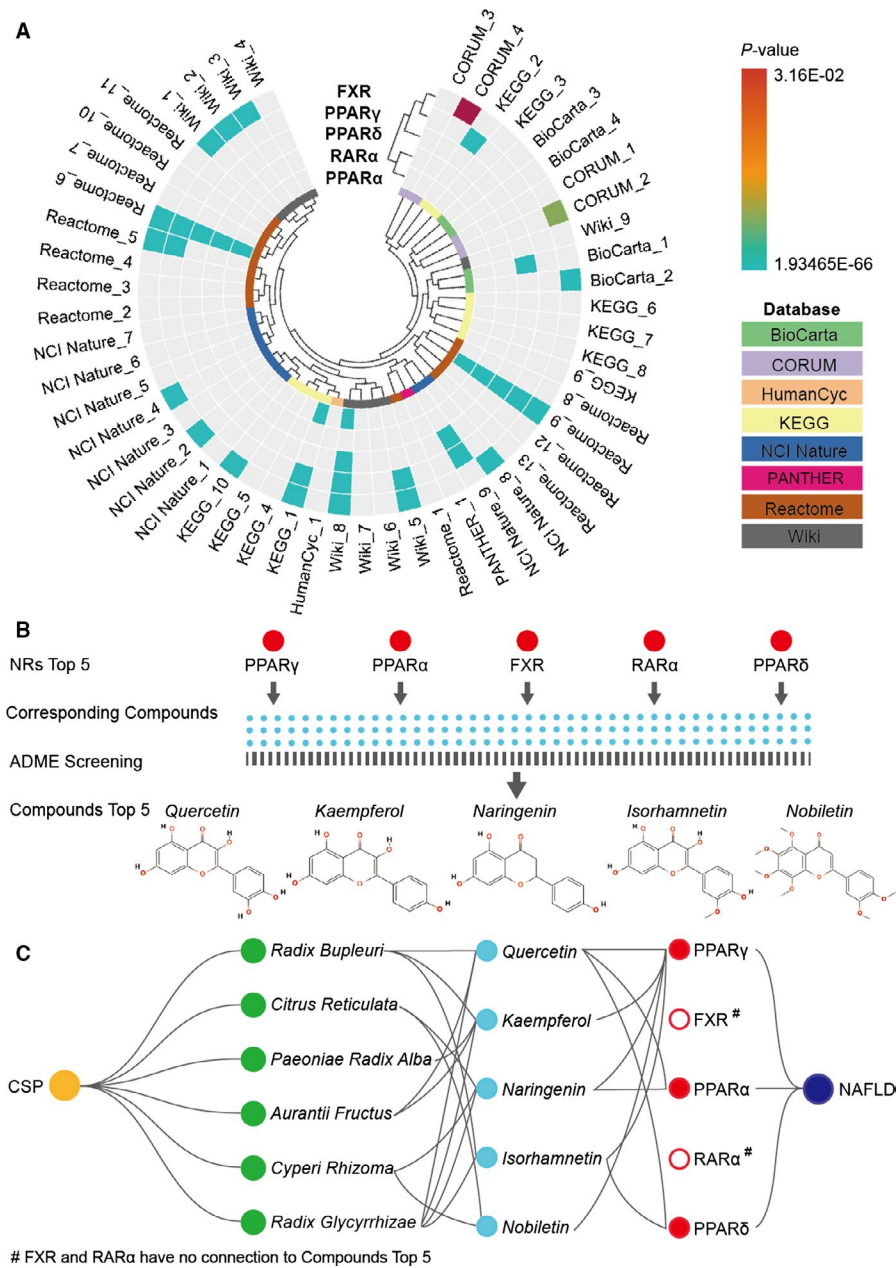 A
FXR
PPARγ
PPARδ
RARα
PPARα
CORUM_3
CORUM_4
KEGG_2
KEGG_3
BioCarta_3
BioCarta_4
CORUM_1
CORUM_2
Wiki_9
BioCarta_1
BioCarta_2
KEGG_6
KEGG_7
KEGG_8
KEGG_9
Reactome_8
Reactome_9
Reactome_12
Reactome_13
NCI Nature_8
NCI Nature_9
PANTHER_1
Reactome_1
Wiki_5
Wiki_6
Wiki_7
Wiki_8
HumanCyc_1
KEGG_1
KEGG_4
KEGG_5
KEGG_10
NCI Nature_1
NCI Nature_2
NCI Nature_3
NCI Nature_4
NCI Nature_5
NCI Nature_6
NCI Nature_7
Reactome_2
Reactome_3
Reactome_4
Reactome_5
Reactome_6
Reactome_7
Reactome_10
Reactome_11
Wiki_1
Wiki_2
Wiki_3
Wiki_4
P-value
3.16E-02
1.93465E-66
Database
BioCarta
CORUM
HumanCyc
KEGG
NCI Nature
PANTHER
Reactome
Wiki
B
NRs Top 5
PPARγ PPARα FXR RARα PPARδ
Corresponding Compounds
ADME Screening
Compounds Top 5
Quercetin Kaempferol Naringenin Isorhamnetin Nobiletin
C
CSP
Radix Bupleuri
Citrus Reticulata
Paeoniae Radix Alba
Aurantii Fructus
Cyperi Rhizoma
Radix Glycyrrhizae
Quercetin
Kaempferol
Naringenin
Isorhamnetin
Nobiletin
PPARγ
FXR #
PPARα
RARα #
PPARδ
NAFLD
# FXR and RARα have no connection to Compounds Top 5